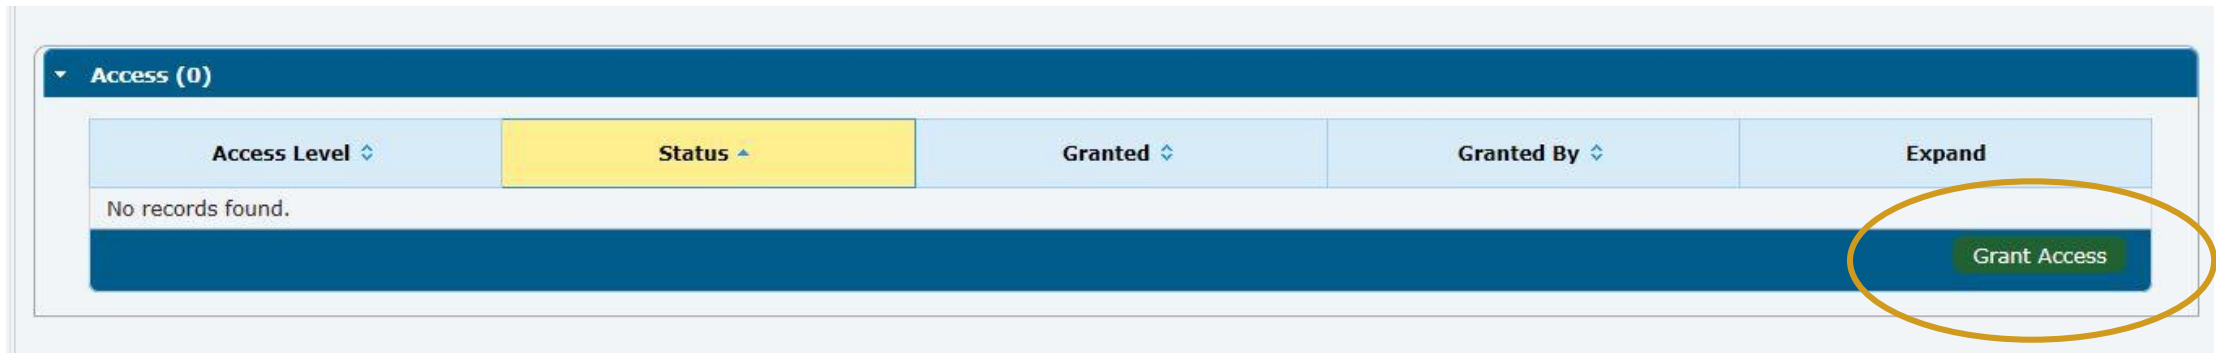 Access (0)
Access Level Status Granted Granted By Expand
No records found.
Grant Access